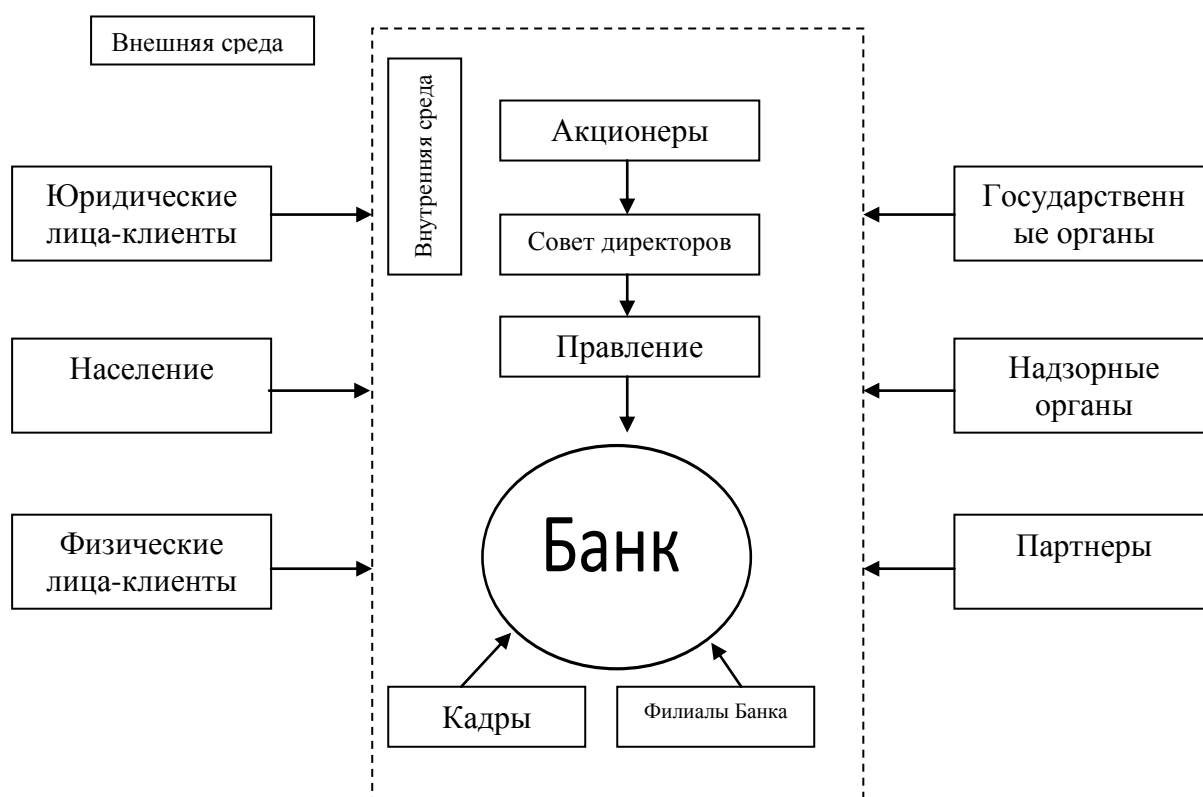 Внешняя среда
Внутренняя среда
Акционеры
Юридические
лица-клиенты
Совет директоров
Государственн
ые органы
Население
Правление
Надзорные
органы
Физические
лица-клиенты
Банк
Партнеры
Кадры
Филиалы Банка